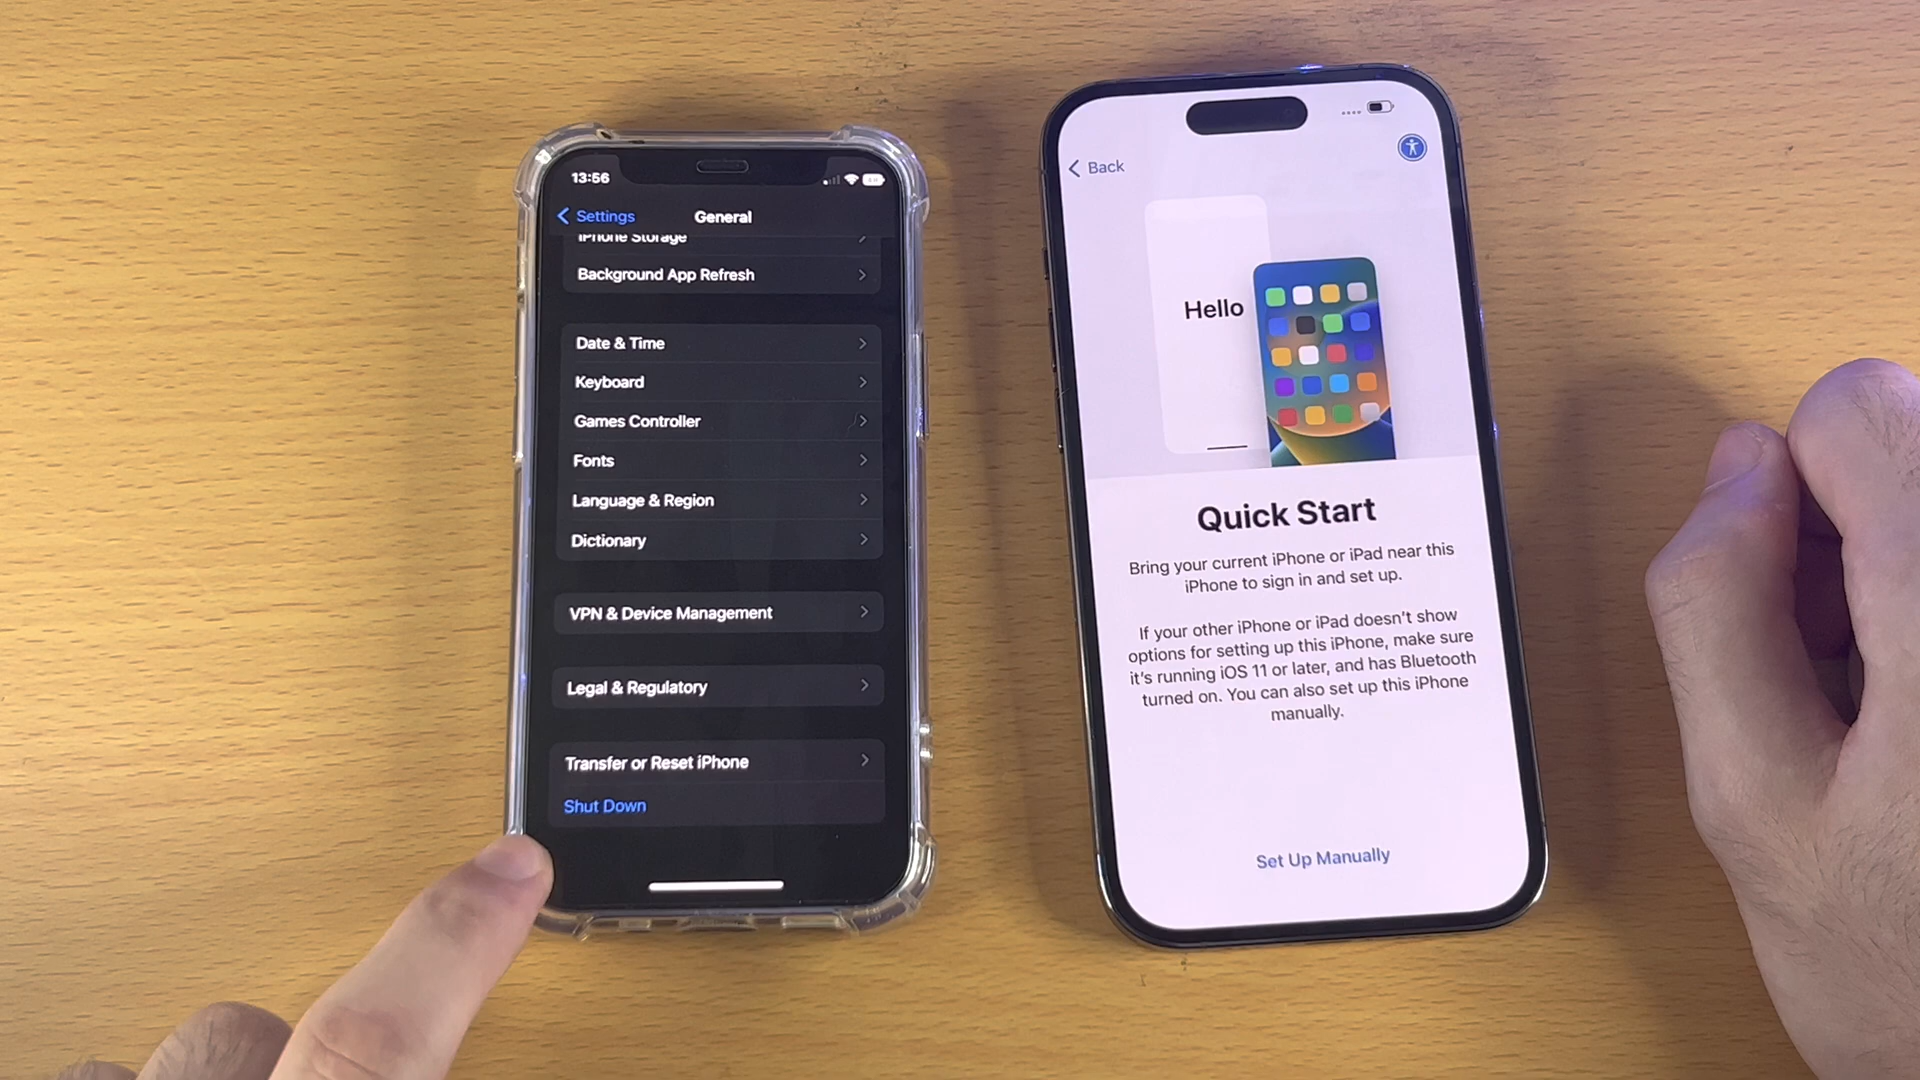 13:56
Settings
General
iPhone Storage
Background App Refresh
Date & Time
Keyboard
Games Controller
Fonts
Language & Region
Dictionary
VPN & Device Management
Legal & Regulatory
Transfer or Reset iPhone
Shut Down
Back
Hello
Quick Start
Bring your current iPhone or iPad near this
iPhone to sign in and set up.
If your other iPhone or iPad doesn't show
options for setting up this iPhone, make sure
it's running iOS 11 or later, and has Bluetooth
turned on. You can also set up this iPhone
manually.
Set Up Manually